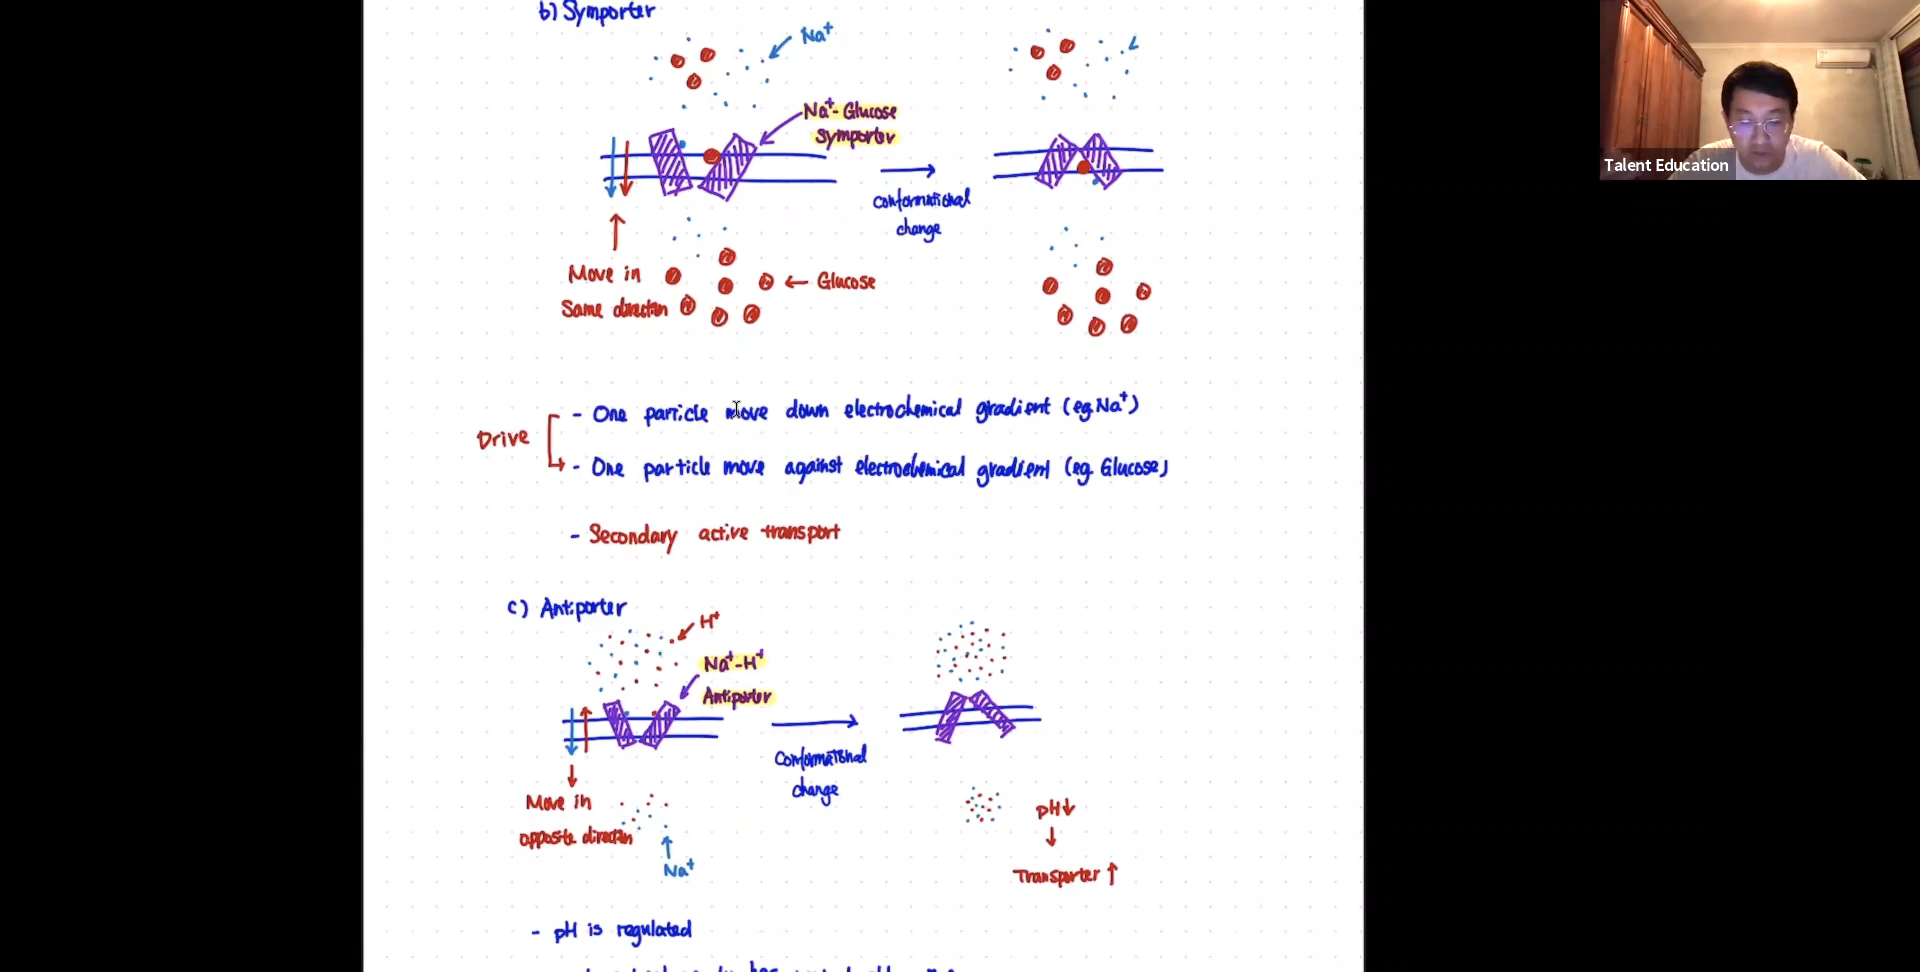 b) Symporter
Na⁺
Na⁺-Glucose
Symporter
Conformational
change
Move in
Same direction
Glucose
Drive
- One particle move down electrochemical gradient (eg. Na⁺)
- One particle move against electrochemical gradient (eg. Glucose)
- Secondary active transport
c) Antiporter
H⁺
Na⁺-H⁺
Antiporter
Conformational
change
Move in
opposite direction
Na⁺
pH↓
Transporter ↑
- pH is regulated
Talent Education